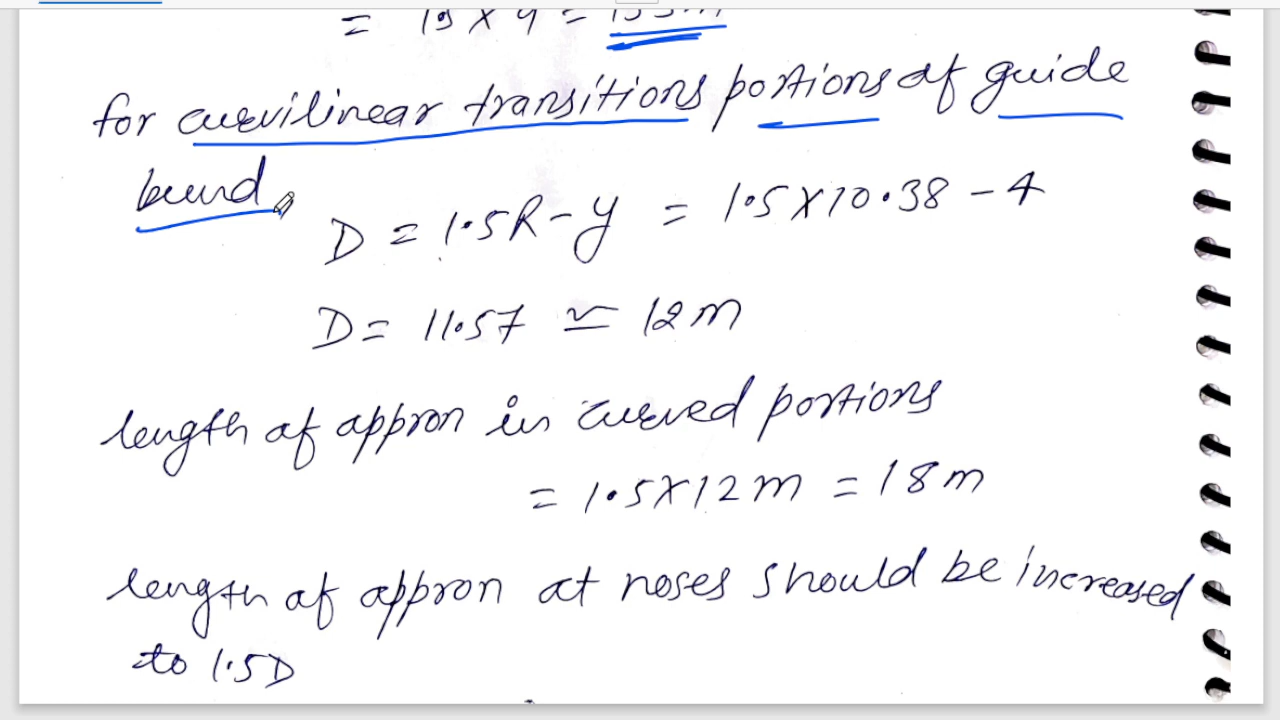 for curvilinear transitions portions of guide
bund.
D = 1.5R - y = 1.5 X 10.38 - 4
D = 11.57 ≃ 12m
length of appron in curved portions
= 1.5 X 12m = 18m
length of appron at noses should be increased
to 1.5D